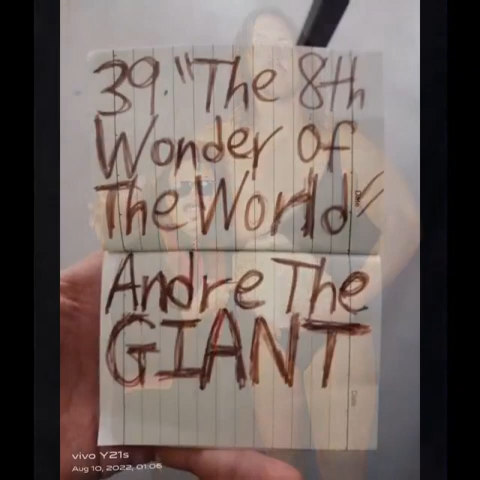 39. "The 8th
Wonder Of
The World"
Andre The
GIANT
vivo Y21s
Aug 10, 2022, 01:06